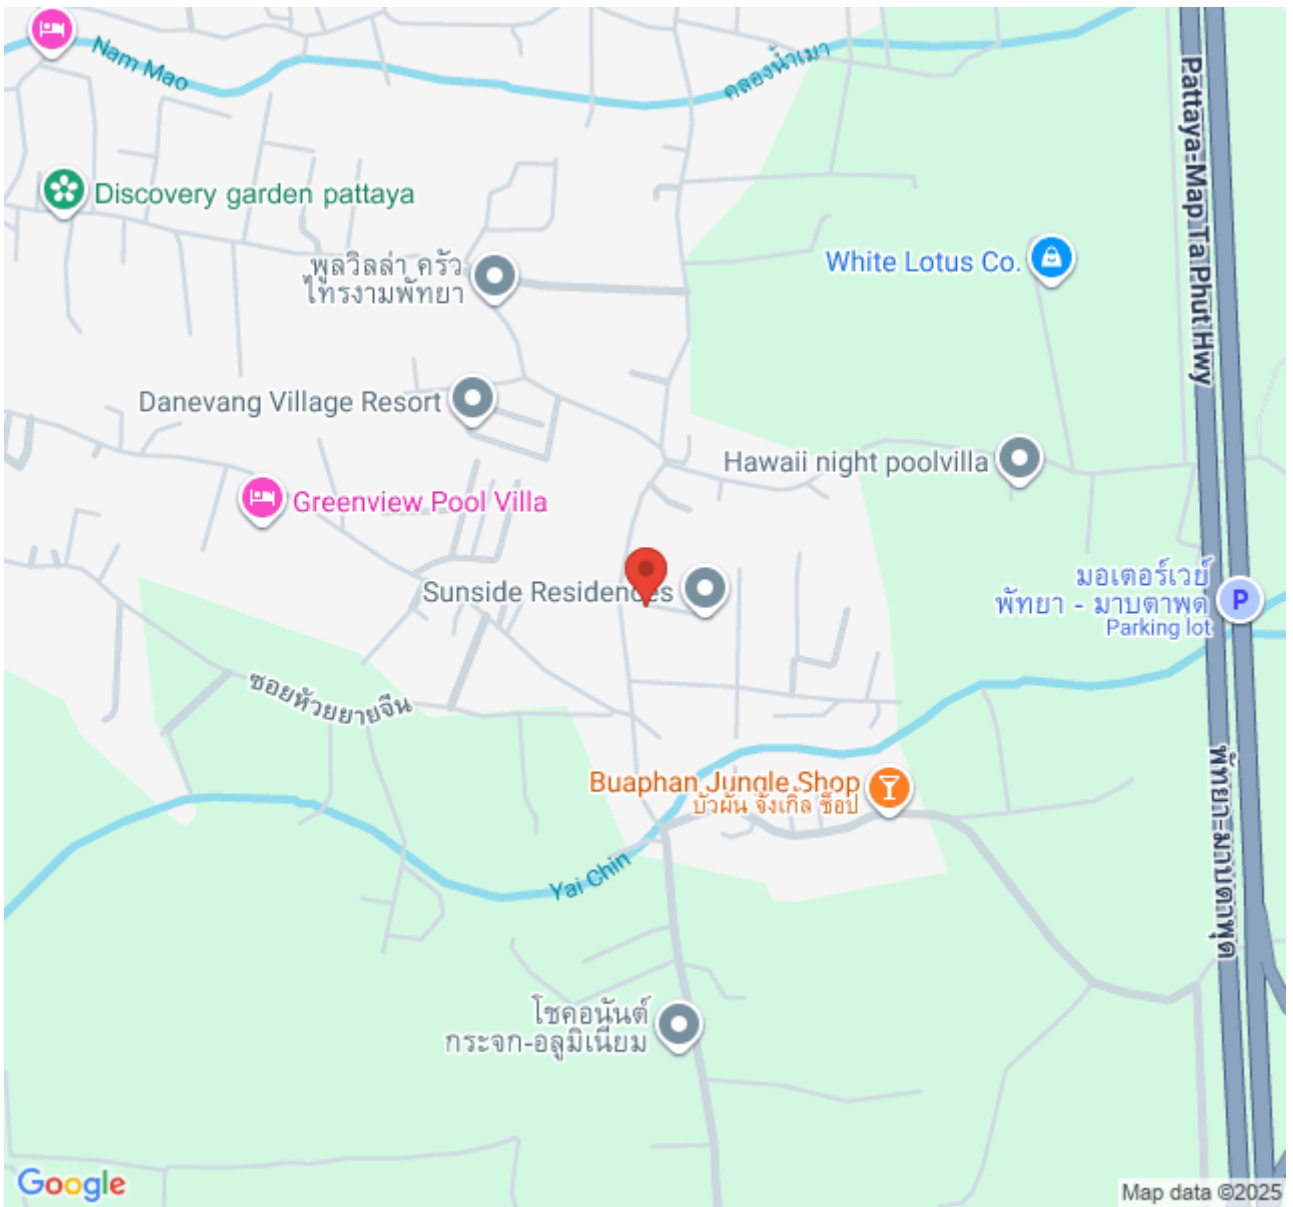 Nam Mao
คลองน้ำเมา
Pattaya-Map Ta Phut Hwy
Discovery garden pattaya
พูลวิลล่า ครัว
ไทรงามพัทยา
White Lotus Co.
Danevang Village Resort
Hawaii night poolvilla
Greenview Pool Villa
Sunside Residences
มอเตอร์เวย์
พัทยา - มาบตาพุด
Parking lot
P
ซอยห้วยยายจีน
พัทยา-มาบตาพุด
Buaphan Jungle Shop
บัวผัน จังเกิล ช็อป
Yai Chin
โชคอนันต์
กระจก-อลูมิเนียม
Google
Map data ©2025